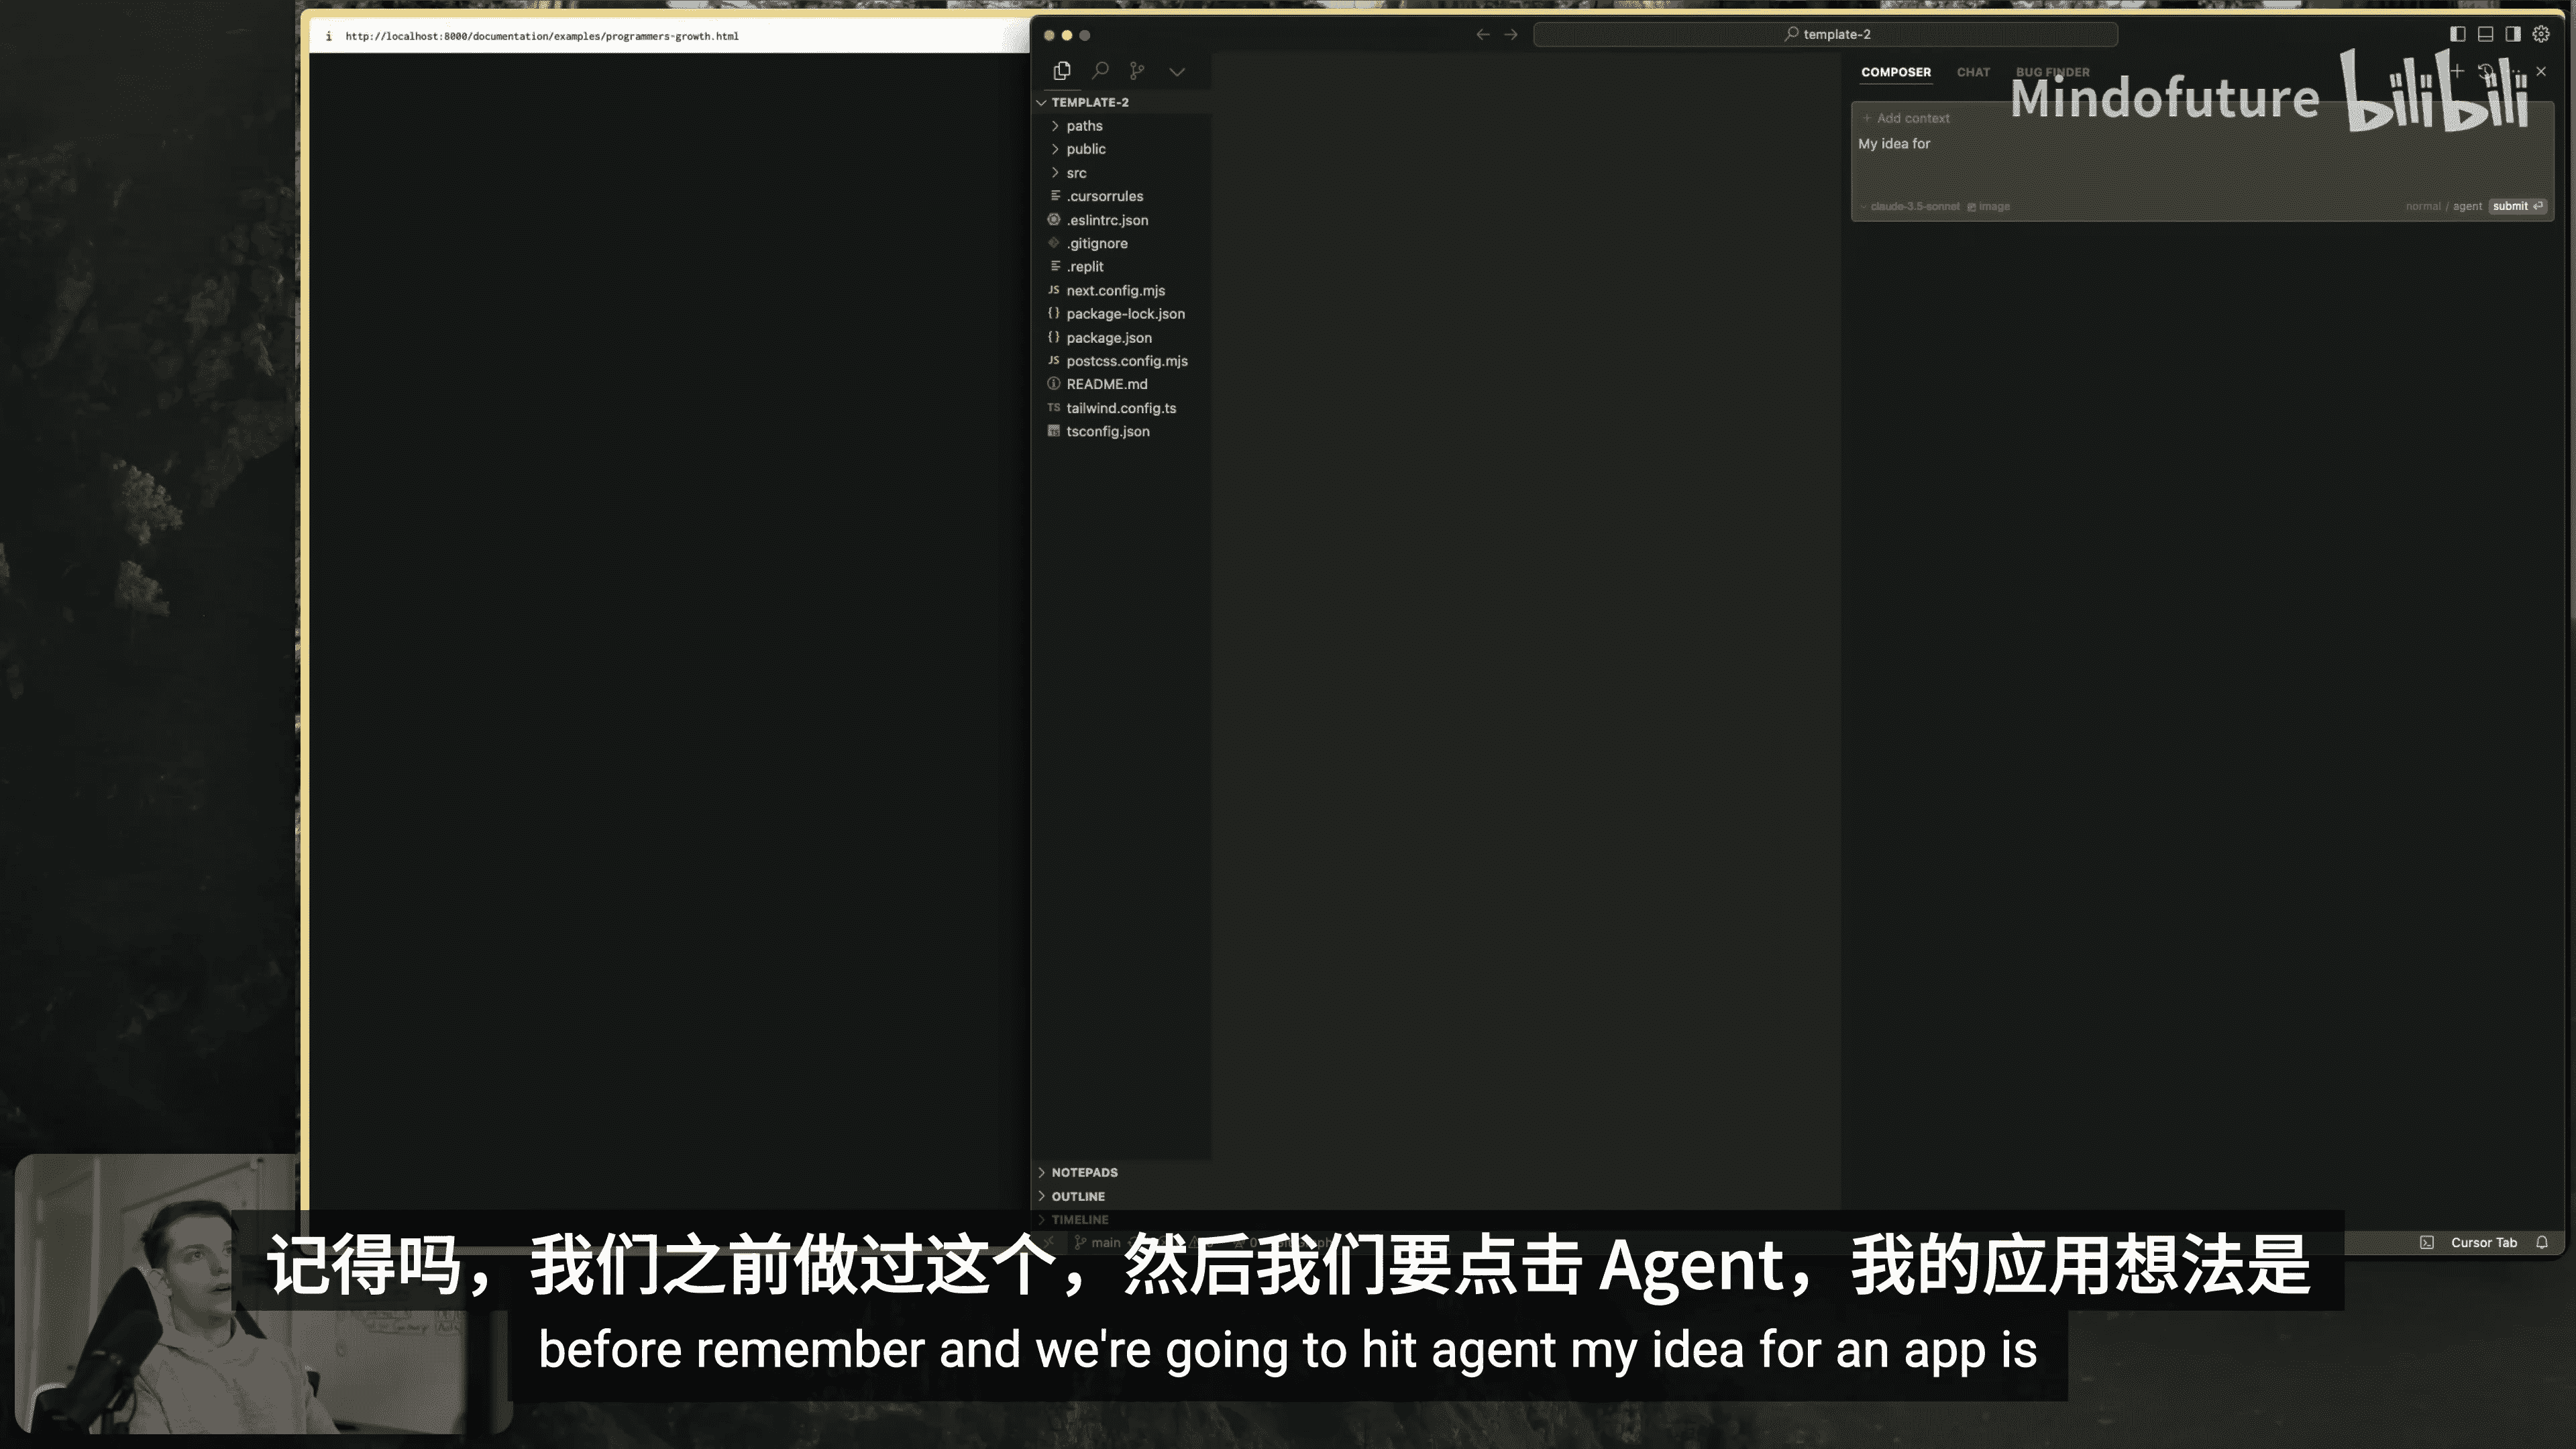 http://localhost:8000/documentation/examples/programmers-growth.html
template-2
COMPOSER CHAT BUG FINDER
Mindofuture bilibili
TEMPLATE-2
paths
public
src
.cursorrules
.eslintrc.json
.gitignore
.replit
next.config.mjs
package-lock.json
package.json
postcss.config.mjs
README.md
tailwind.config.ts
tsconfig.json
+ Add context
My idea for
claude-3.5-sonnet image
normal / agent submit
NOTEPADS
OUTLINE
TIMELINE
main
Cursor Tab
记得吗，我们之前做过这个，然后我们要点击 Agent，我的应用想法是
before remember and we're going to hit agent my idea for an app is